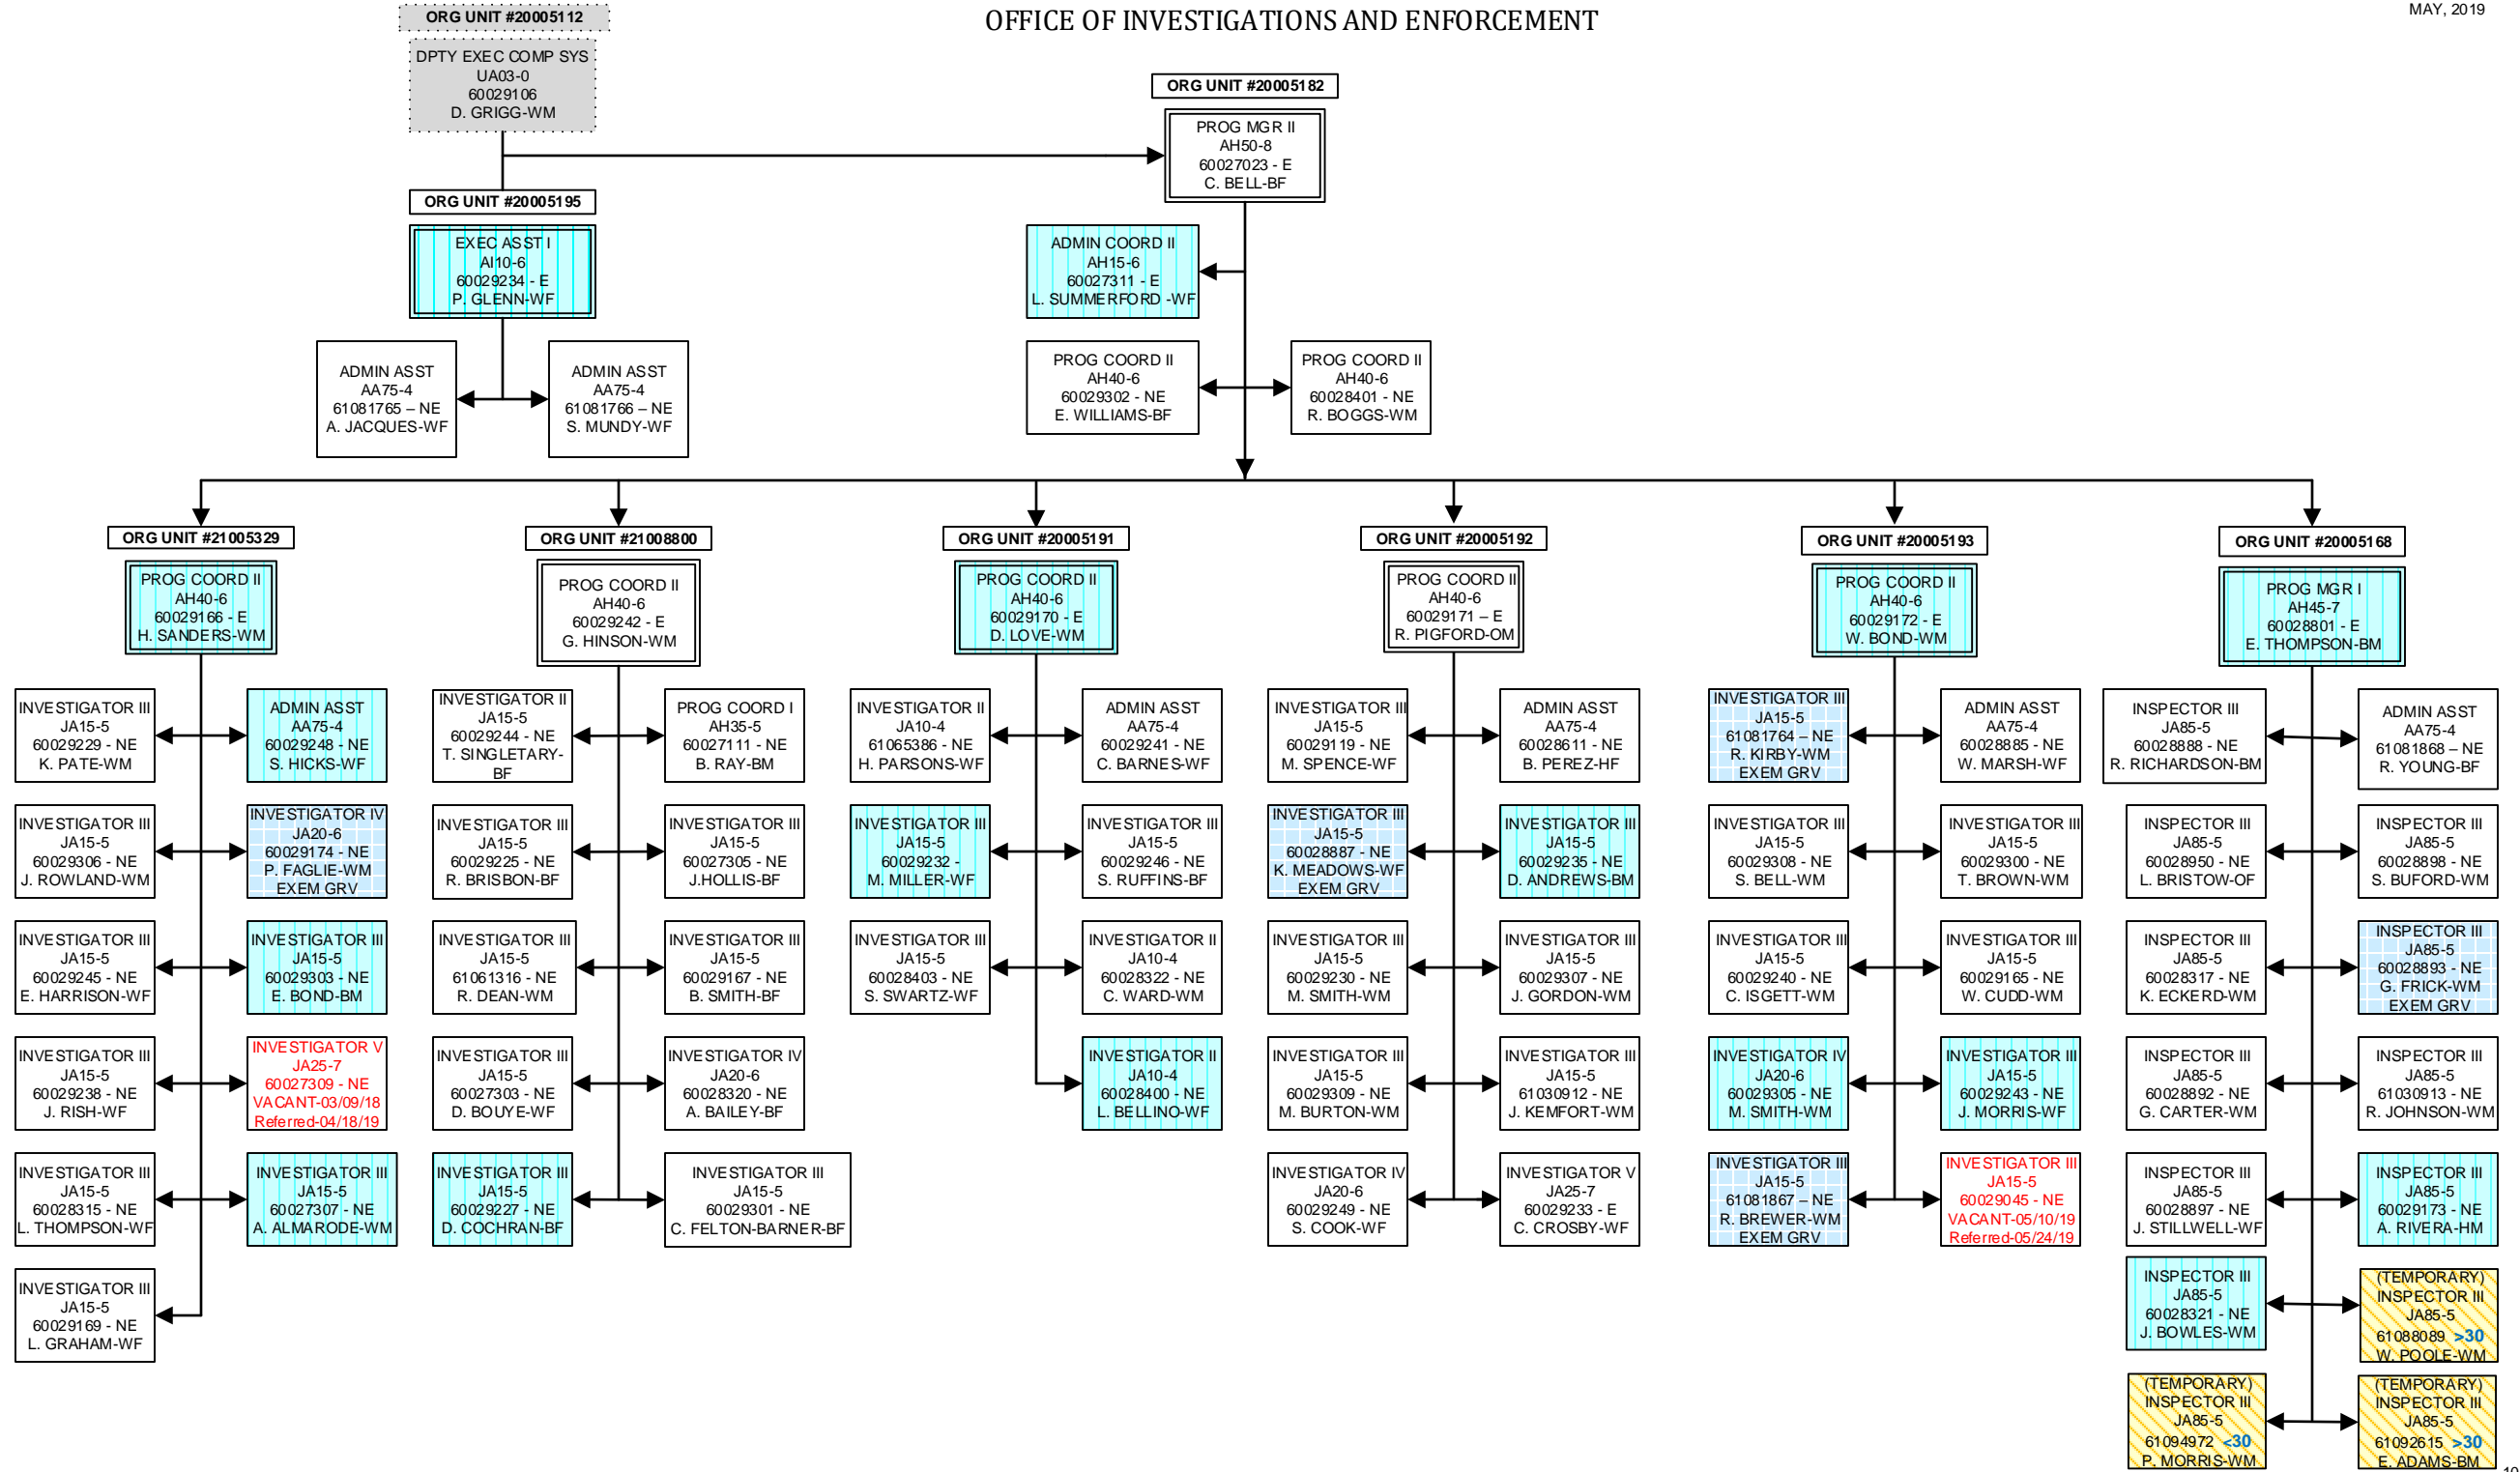 ORG UNIT #20005112
OFFICE OF INVESTIGATIONS AND ENFORCEMENT
MAY, 2019
DPTY EXEC COMP SYS
UA03-0
60029106
D. GRIGG-WM
ORG UNIT #20005182
PROG MGR II
AH50-8
60027023 - E
C. BELL-BF
ORG UNIT #20005195
EXEC ASST I
AI10-6
60029234 - E
P. GLENN-WF
ADMIN COORD II
AH15-6
60027311 - E
L. SUMMERFORD -WF
ADMIN ASST
AA75-4
61081765 – NE
A. JACQUES-WF
ADMIN ASST
AA75-4
61081766 – NE
S. MUNDY-WF
PROG COORD II
AH40-6
60029302 - NE
E. WILLIAMS-BF
PROG COORD II
AH40-6
60028401 - NE
R. BOGGS-WM
ORG UNIT #21005329
PROG COORD II
AH40-6
60029166 - E
H. SANDERS-WM
INVESTIGATOR III
JA15-5
60029229 - NE
K. PATE-WM
ADMIN ASST
AA75-4
60029248 - NE
S. HICKS-WF
INVESTIGATOR III
JA15-5
60029306 - NE
J. ROWLAND-WM
INVESTIGATOR IV
JA20-6
60029174 - NE
P. FAGLIE-WM
EXEM GRV
INVESTIGATOR III
JA15-5
60029245 - NE
E. HARRISON-WF
INVESTIGATOR III
JA15-5
60029303 - NE
E. BOND-BM
INVESTIGATOR III
JA15-5
60029238 - NE
J. RISH-WF
INVESTIGATOR V
JA25-7
60027309 - NE
VACANT-03/09/18
Referred-04/18/19
INVESTIGATOR III
JA15-5
60028315 - NE
L. THOMPSON-WF
INVESTIGATOR III
JA15-5
60027307 - NE
A. ALMARODE-WM
INVESTIGATOR III
JA15-5
60029169 - NE
L. GRAHAM-WF
ORG UNIT #21008800
PROG COORD II
AH40-6
60029242 - E
G. HINSON-WM
INVESTIGATOR II
JA15-5
60029244 - NE
T. SINGLETARY-
BF
PROG COORD I
AH35-5
60027111 - NE
B. RAY-BM
INVESTIGATOR III
JA15-5
60029225 - NE
R. BRISBON-BF
INVESTIGATOR III
JA15-5
60027305 - NE
J.HOLLIS-BF
INVESTIGATOR III
JA15-5
61061316 - NE
R. DEAN-WM
INVESTIGATOR III
JA15-5
60029167 - NE
B. SMITH-BF
INVESTIGATOR III
JA15-5
60027303 - NE
D. BOUYE-WF
INVESTIGATOR IV
JA20-6
60028320 - NE
A. BAILEY-BF
INVESTIGATOR III
JA15-5
60029227 - NE
D. COCHRAN-BF
INVESTIGATOR III
JA15-5
60029301 - NE
C. FELTON-BARNER-BF
ORG UNIT #20005191
PROG COORD II
AH40-6
60029170 - E
D. LOVE-WM
INVESTIGATOR II
JA10-4
61065386 - NE
H. PARSONS-WF
ADMIN ASST
AA75-4
60029241 - NE
C. BARNES-WF
INVESTIGATOR III
JA15-5
60029232 -
M. MILLER-WF
INVESTIGATOR III
JA15-5
60029246 - NE
S. RUFFINS-BF
INVESTIGATOR III
JA15-5
60028403 - NE
S. SWARTZ-WF
INVESTIGATOR II
JA10-4
60028322 - NE
C. WARD-WM
INVESTIGATOR II
JA10-4
60028400 - NE
L. BELLINO-WF
ORG UNIT #20005192
PROG COORD II
AH40-6
60029171 – E
R. PIGFORD-OM
INVESTIGATOR III
JA15-5
60029119 - NE
M. SPENCE-WF
ADMIN ASST
AA75-4
60028611 - NE
B. PEREZ-HF
INVESTIGATOR III
JA15-5
60028887 - NE
K. MEADOWS-WF
EXEM GRV
INVESTIGATOR III
JA15-5
60029235 - NE
D. ANDREWS-BM
INVESTIGATOR III
JA15-5
60029230 - NE
M. SMITH-WM
INVESTIGATOR III
JA15-5
60029307 - NE
J. GORDON-WM
INVESTIGATOR III
JA15-5
60029309 - NE
M. BURTON-WM
INVESTIGATOR III
JA15-5
61030912 - NE
J. KEMFORT-WM
INVESTIGATOR IV
JA20-6
60029249 - NE
S. COOK-WF
INVESTIGATOR V
JA25-7
60029233 - E
C. CROSBY-WF
ORG UNIT #20005193
PROG COORD II
AH40-6
60029172 - E
W. BOND-WM
INVESTIGATOR III
JA15-5
61081764 – NE
R. KIRBY-WM
EXEM GRV
ADMIN ASST
AA75-4
60028885 - NE
W. MARSH-WF
INVESTIGATOR III
JA15-5
60029308 - NE
S. BELL-WM
INVESTIGATOR III
JA15-5
60029300 - NE
T. BROWN-WM
INVESTIGATOR III
JA15-5
60029240 - NE
C. ISGETT-WM
INVESTIGATOR III
JA15-5
60029165 - NE
W. CUDD-WM
INVESTIGATOR IV
JA20-6
60029305 - NE
M. SMITH-WM
INVESTIGATOR III
JA15-5
60029243 - NE
J. MORRIS-WF
INVESTIGATOR III
JA15-5
61081867 – NE
R. BREWER-WM
EXEM GRV
INVESTIGATOR III
JA15-5
60029045 - NE
VACANT-05/10/19
Referred-05/24/19
ORG UNIT #20005168
PROG MGR I
AH45-7
60028801 - E
E. THOMPSON-BM
INSPECTOR III
JA85-5
60028888 - NE
R. RICHARDSON-BM
ADMIN ASST
AA75-4
61081868 – NE
R. YOUNG-BF
INSPECTOR III
JA85-5
60028950 - NE
L. BRISTOW-OF
INSPECTOR III
JA85-5
60028898 - NE
S. BUFORD-WM
INSPECTOR III
JA85-5
60028317 - NE
K. ECKERD-WM
INSPECTOR III
JA85-5
60028893 - NE
G. FRICK-WM
EXEM GRV
INSPECTOR III
JA85-5
60028892 - NE
G. CARTER-WM
INSPECTOR III
JA85-5
61030913 - NE
R. JOHNSON-WM
INSPECTOR III
JA85-5
60028897 - NE
J. STILLWELL-WF
INSPECTOR III
JA85-5
60029173 - NE
A. RIVERA-HM
INSPECTOR III
JA85-5
60028321 - NE
J. BOWLES-WM
(TEMPORARY)
INSPECTOR III
JA85-5
61088089 >30
W. POOLE-WM
(TEMPORARY)
INSPECTOR III
JA85-5
61094972 <30
P. MORRIS-WM
(TEMPORARY)
INSPECTOR III
JA85-5
61092615 >30
E. ADAMS-BM